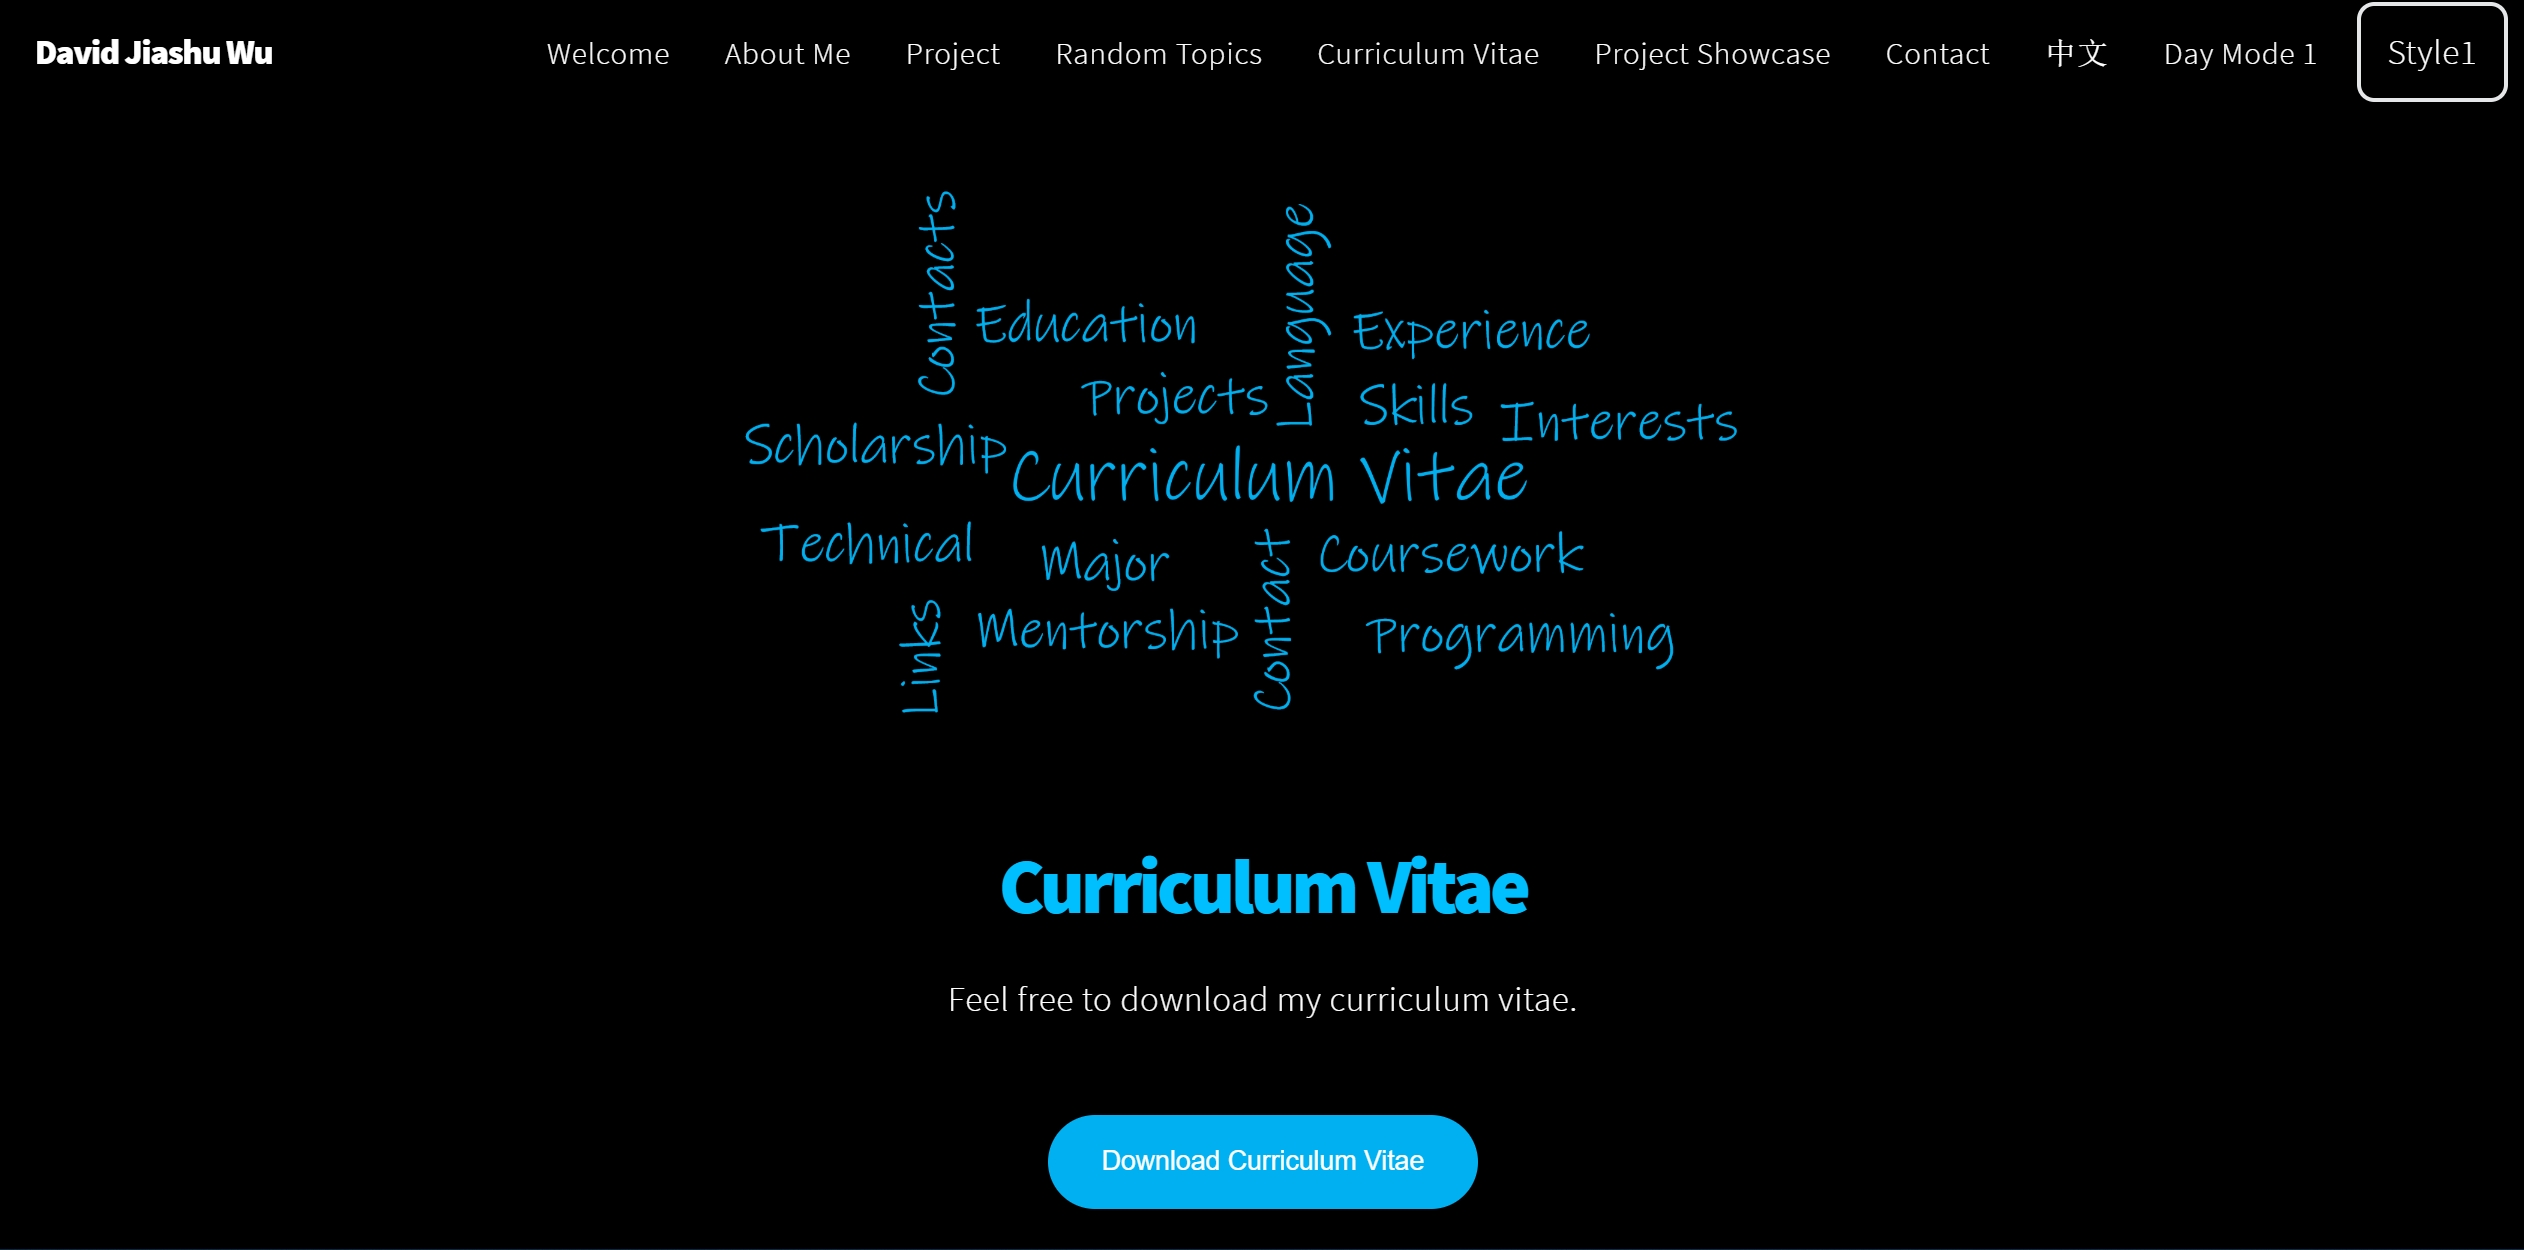 David Jiashu Wu Welcome About Me Project Random Topics Curriculum Vitae Project Showcase Contact 中文 Day Mode 1 Style1
Contacts
Language
Education
Experience
Projects
Skills
Interests
Scholarship
Curriculum Vitae
Technical
Major
Contact
Coursework
Links
Mentorship
Programming
Curriculum Vitae
Feel free to download my curriculum vitae.
Download Curriculum Vitae